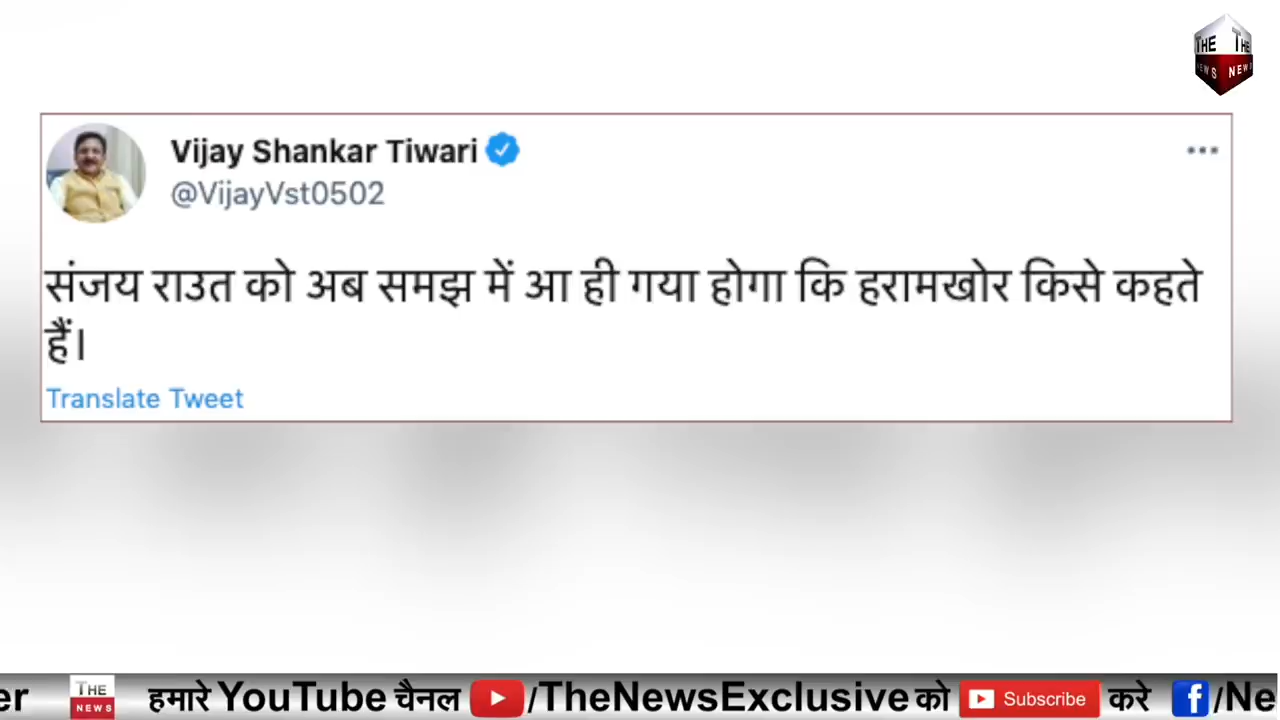 THE NEWS THE NEWS
Vijay Shankar Tiwari
@VijayVst0502
संजय राउत को अब समझ में आ ही गया होगा कि हरामखोर किसे कहते
हैं।
Translate Tweet
er THE NEWS हमारे YouTube चैनल /TheNewsExclusive को Subscribe करे f/Ne